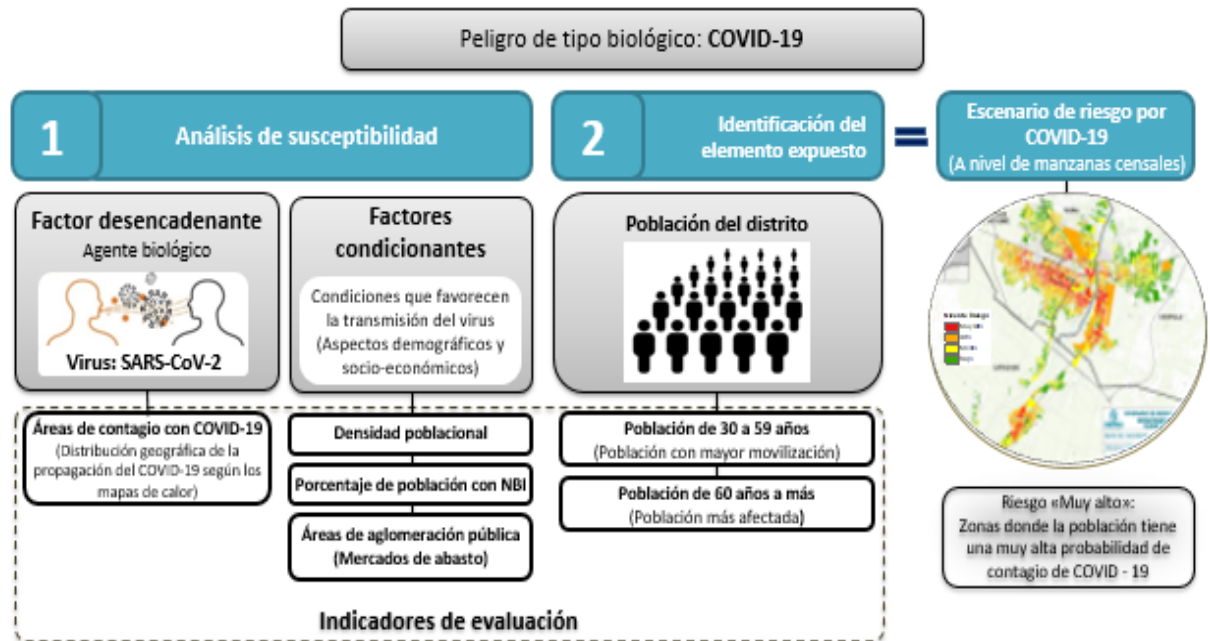 Peligro de tipo biológico: COVID-19
1
Análisis de susceptibilidad
2
Identificación del
elemento expuesto
=
Escenario de riesgo por
COVID-19
(A nivel de manzanas censales)
Factor desencadenante
Agente biológico
Virus: SARS-CoV-2
Factores
condicionantes
Condiciones que favorecen
la transmisión del virus
(Aspectos demográficos y
socio-económicos)
Población del distrito
Áreas de contagio con COVID-19
(Distribución geográfica de la
propagación del COVID-19 según los
mapas de calor)
Densidad poblacional
Porcentaje de población con NBI
Áreas de aglomeración pública
(Mercados de abasto)
Población de 30 a 59 años
(Población con mayor movilización)
Población de 60 años a más
(Población más afectada)
Indicadores de evaluación
Riesgo «Muy alto»:
Zonas donde la población tiene
una muy alta probabilidad de
contagio de COVID - 19